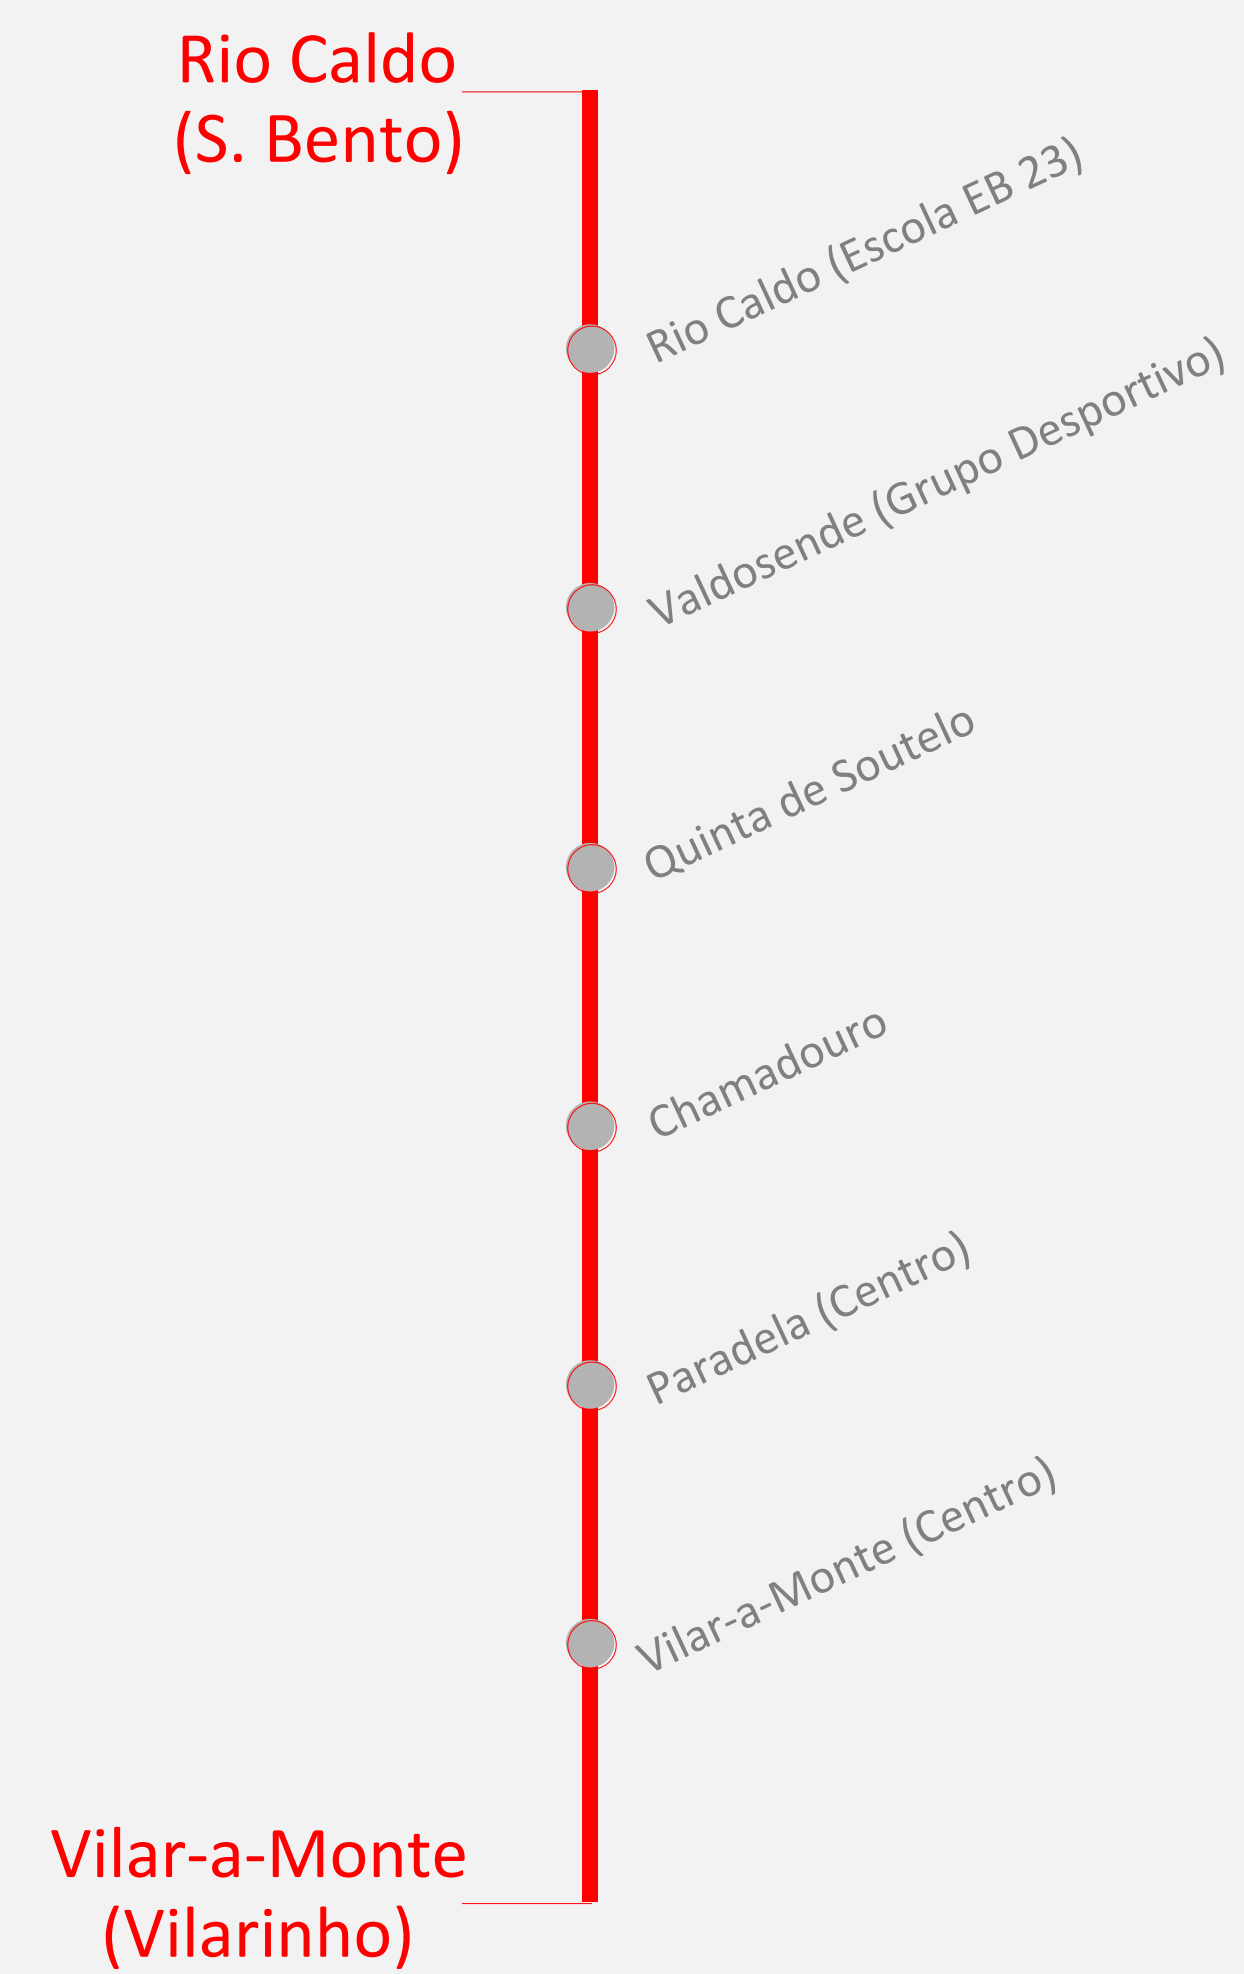 Rio Caldo
(S. Bento)
Rio Caldo (Escola EB 23)
Valdosende (Grupo Desportivo)
Quinta de Soutelo
Chamadouro
Paradela (Centro)
Vilar-a-Monte (Centro)
Vilar-a-Monte
(Vilarinho)